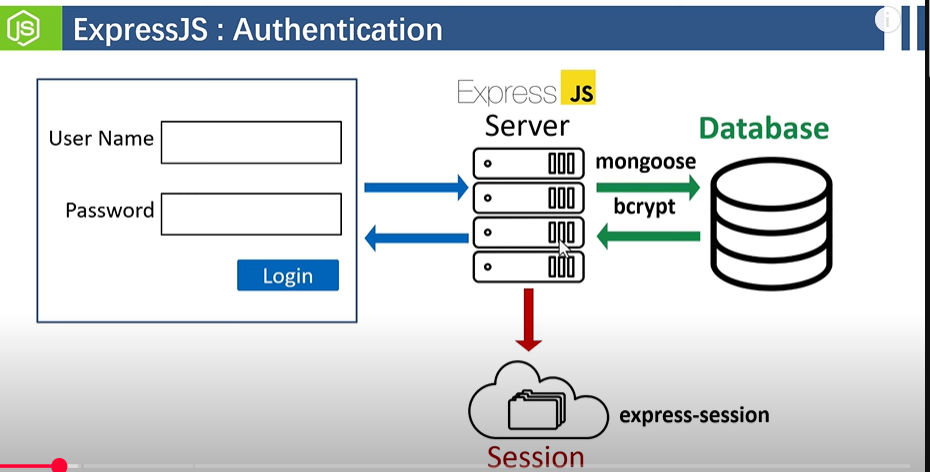 JS
ExpressJS : Authentication
i
Express JS
Server
Database
User Name
Password
Login
mongoose
bcrypt
express-session
Session